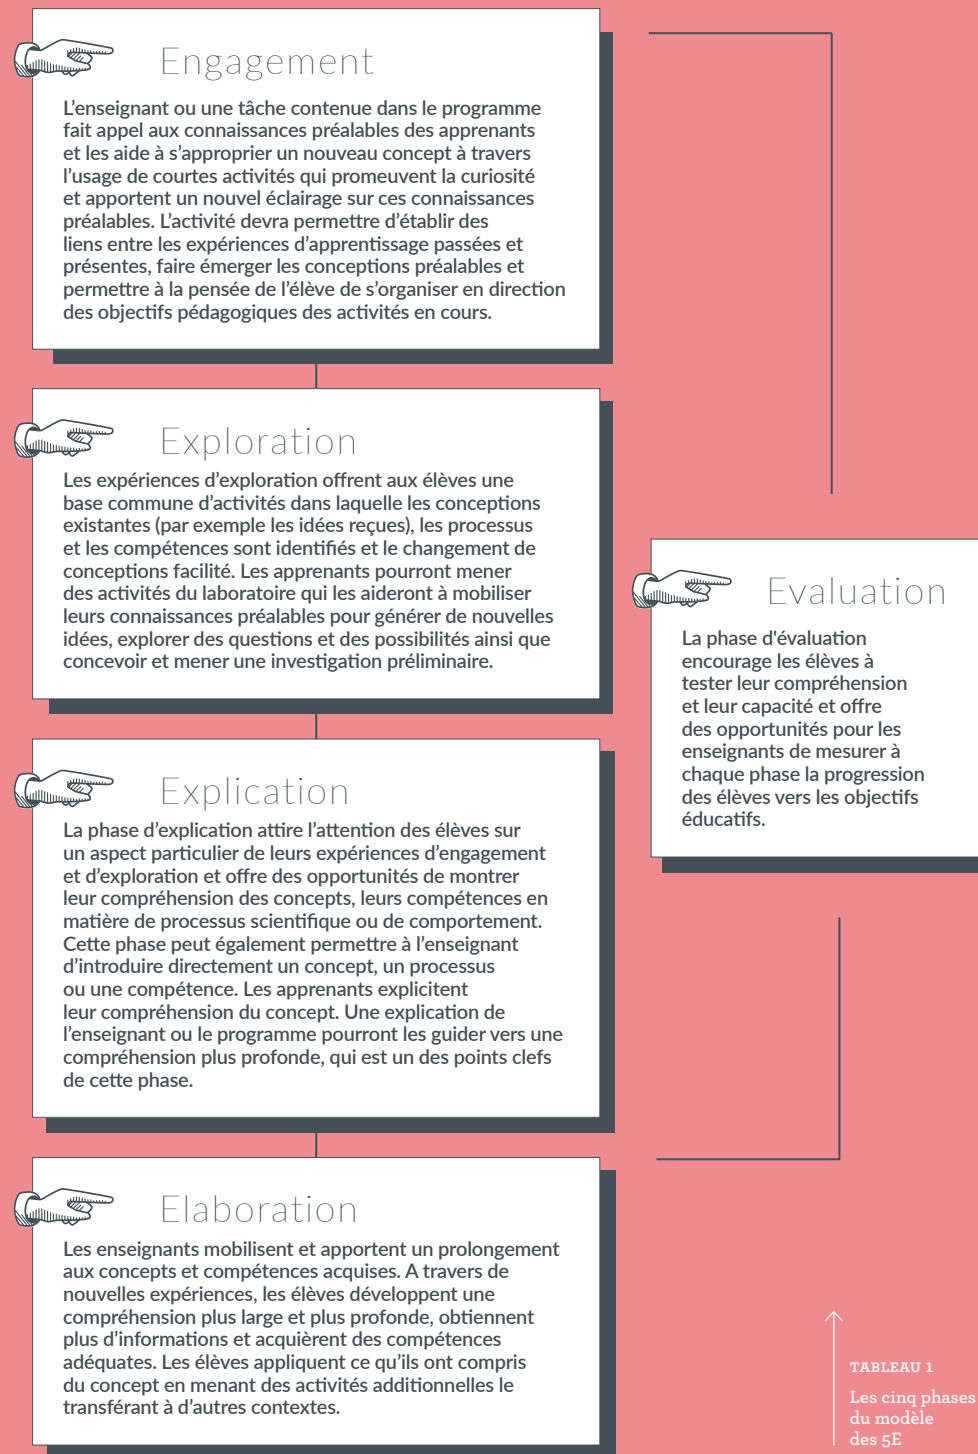 Engagement
L’enseignant ou une tâche contenue dans le programme
fait appel aux connaissances préalables des apprenants
et les aide à s’approprier un nouveau concept à travers
l’usage de courtes activités qui promeuvent la curiosité
et apportent un nouvel éclairage sur ces connaissances
préalables. L’activité devra permettre d’établir des
liens entre les expériences d’apprentissage passées et
présentes, faire émerger les conceptions préalables et
permettre à la pensée de l’élève de s’organiser en direction
des objectifs pédagogiques des activités en cours.
Exploration
Les expériences d’exploration offrent aux élèves une
base commune d’activités dans laquelle les conceptions
existantes (par exemple les idées reçues), les processus
et les compétences sont identifiés et le changement de
conceptions facilité. Les apprenants pourront mener
des activités du laboratoire qui les aideront à mobiliser
leurs connaissances préalables pour générer de nouvelles
idées, explorer des questions et des possibilités ainsi que
concevoir et mener une investigation préliminaire.
Explication
La phase d’explication attire l’attention des élèves sur
un aspect particulier de leurs expériences d’engagement
et d’exploration et offre des opportunités de montrer
leur compréhension des concepts, leurs compétences en
matière de processus scientifique ou de comportement.
Cette phase peut également permettre à l’enseignant
d’introduire directement un concept, un processus
ou une compétence. Les apprenants explicitent
leur compréhension du concept. Une explication de
l’enseignant ou le programme pourront les guider vers une
compréhension plus profonde, qui est un des points clefs
de cette phase.
Elaboration
Les enseignants mobilisent et apportent un prolongement
aux concepts et compétences acquises. A travers de
nouvelles expériences, les élèves développent une
compréhension plus large et plus profonde, obtiennent
plus d’informations et acquièrent des compétences
adéquates. Les élèves appliquent ce qu’ils ont compris
du concept en menant des activités additionnelles le
transférant à d’autres contextes.
Evaluation
La phase d'évaluation
encourage les élèves à
tester leur compréhension
et leur capacité et offre
des opportunités pour les
enseignants de mesurer à
chaque phase la progression
des élèves vers les objectifs
éducatifs.
TABLEAU 1
Les cinq phases
du modèle
des 5E